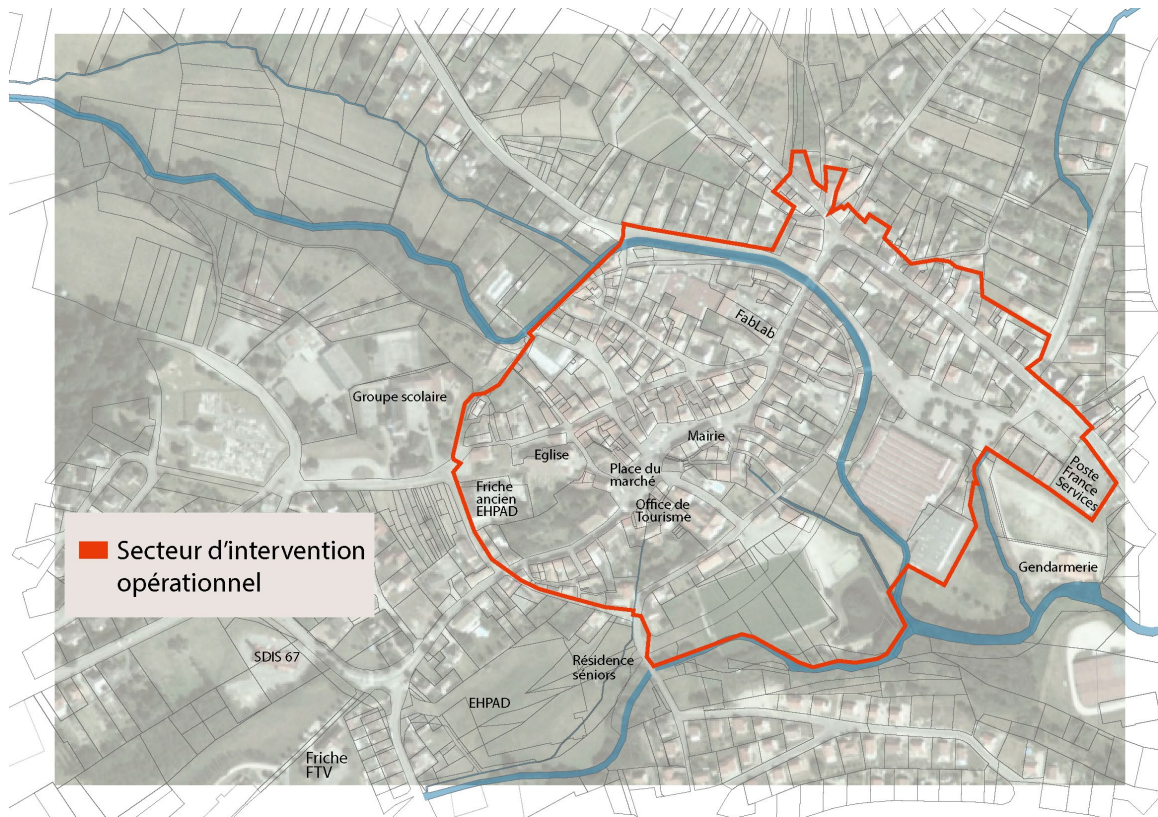 FabLab
Groupe scolaire
Mairie
Eglise
Place du
marché
Poste
France
Services
Friche
ancien
EHPAD
Office de
Tourisme
Secteur d'intervention
opérationnel
Gendarmerie
SDIS 67
Résidence
séniors
EHPAD
Friche
FTV